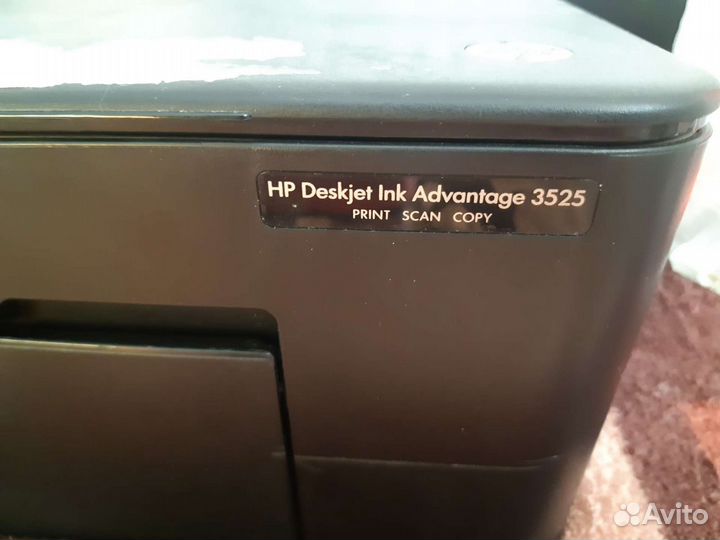 HP Deskjet Ink Advantage 3525
PRINT SCAN COPY
Avito